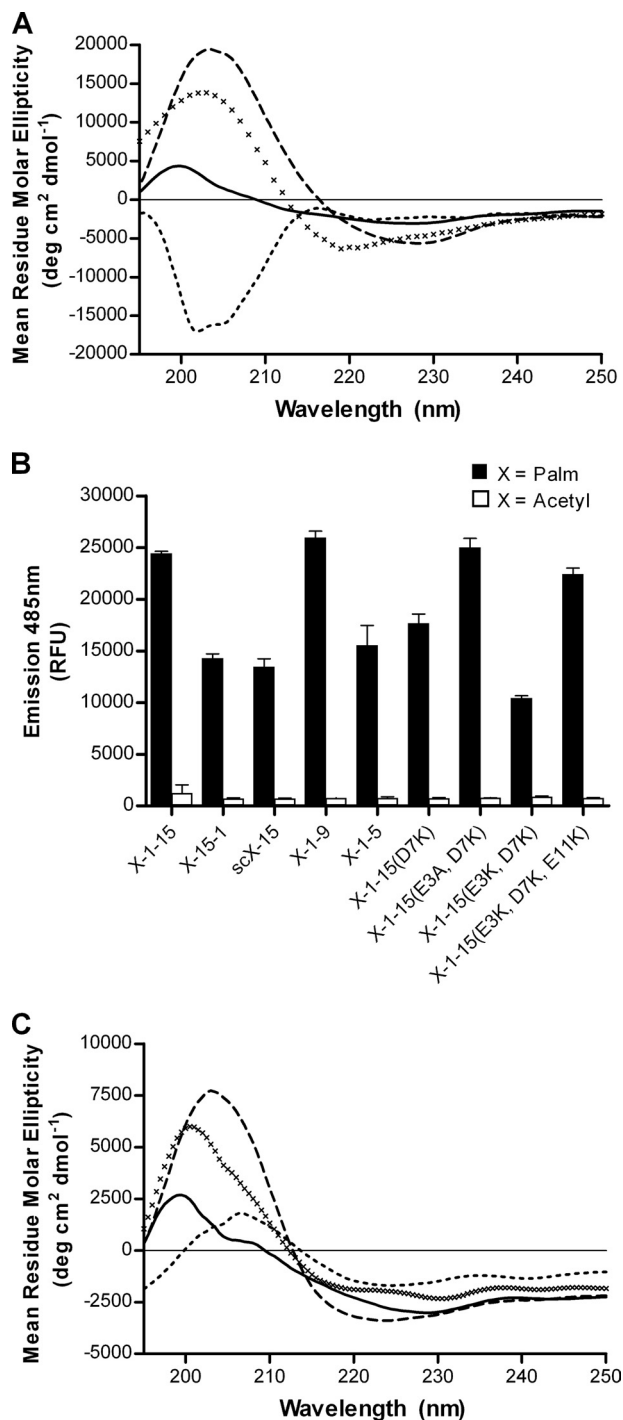 A
Mean Residue Molar Ellipticity
(deg cm² dmol⁻¹)
20000
15000
10000
5000
0
-5000
-10000
-15000
-20000
200
210
220
230
240
250
Wavelength (nm)
B
X = Palm
X = Acetyl
Emission 485nm
(RFU)
30000
25000
20000
15000
10000
5000
0
X-1-15
X-15-1
scX-15
X-1-9
X-1-5
X-1-15(D7K)
X-1-15(E3A, D7K)
X-1-15(E3K, D7K)
X-1-15(E3K, D7K, E11K)
C
Mean Residue Molar Ellipticity
(deg cm² dmol⁻¹)
10000
7500
5000
2500
0
-2500
-5000
200
210
220
230
240
250
Wavelength (nm)